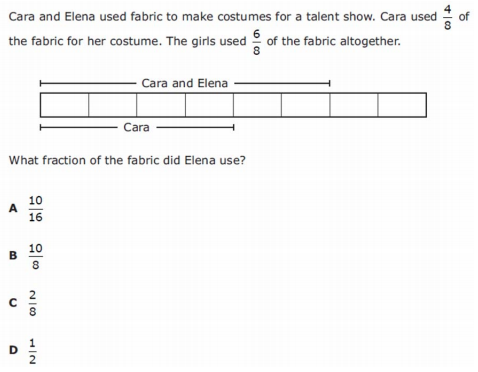 Cara and Elena used fabric to make costumes for a talent show. Cara used 4/8 of
the fabric for her costume. The girls used 6/8 of the fabric altogether.
Cara and Elena
Cara
What fraction of the fabric did Elena use?
A 10/16
B 10/8
C 2/8
D 1/2